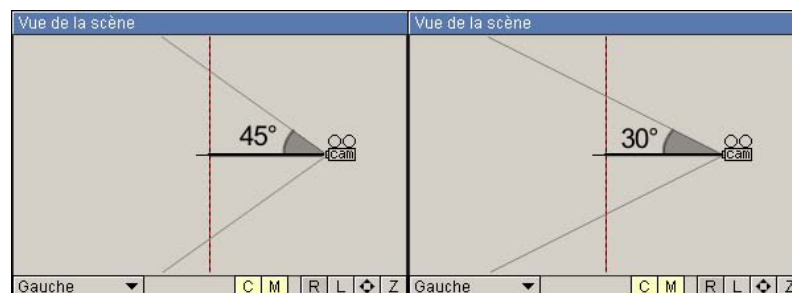 Vue de la scène
45°
cam
Gauche
C M R L Z
Vue de la scène
30°
cam
Gauche
C M R L Z